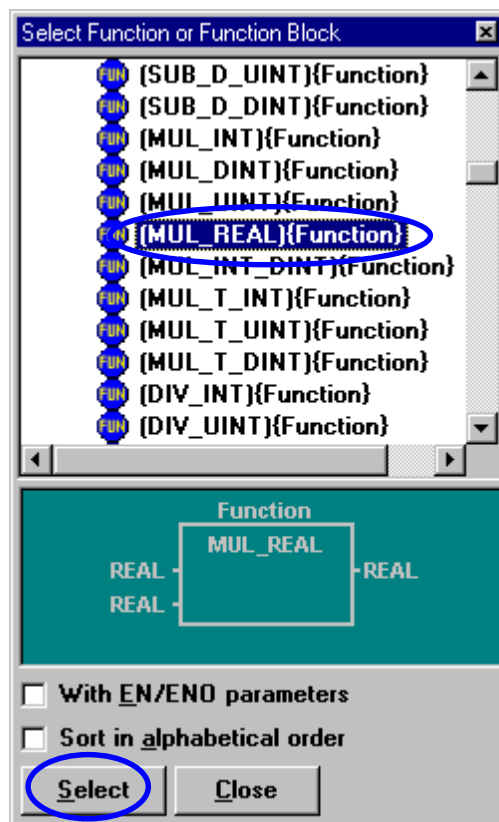 Select Function or Function Block
FUN (SUB_D_UINT){Function}
FUN (SUB_D_DINT){Function}
FUN (MUL_INT){Function}
FUN (MUL_DINT){Function}
FUN (MUL_UINT){Function}
FUN (MUL_REAL){Function}
FUN (MUL_INT_DINT){Function}
FUN (MUL_T_INT){Function}
FUN (MUL_T_UINT){Function}
FUN (MUL_T_DINT){Function}
FUN (DIV_INT){Function}
FUN (DIV_UINT){Function}
Function
MUL_REAL
REAL REAL
REAL
With EN/ENO parameters
Sort in alphabetical order
Select Close